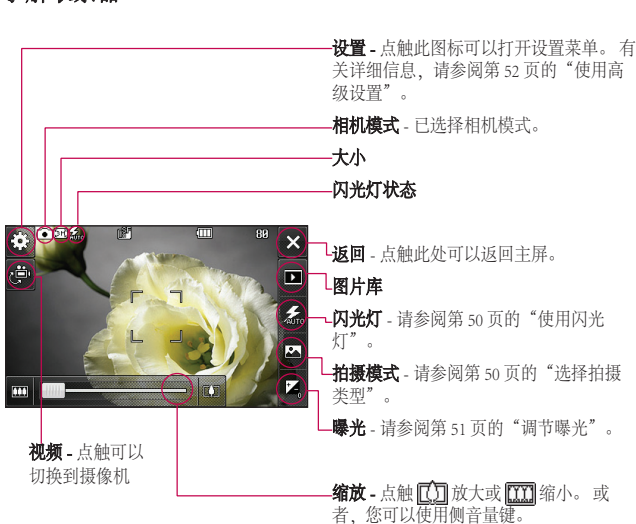 设置 - 点触此图标可以打开设置菜单。 有
关详细信息，请参阅第 52 页的“使用高
级设置”。
相机模式 - 已选择相机模式。
大小
闪光灯状态
80
返回 - 点触此处可以返回主屏。
图片库
闪光灯 - 请参阅第 50 页的“使用闪光
灯”。
AUTO
拍摄模式 - 请参阅第 50 页的“选择拍摄
类型”。
曝光 - 请参阅第 51 页的“调节曝光”。
0
视频 - 点触可以
切换到摄像机
缩放 - 点触 放大或 缩小。 或
者，您可以使用侧音量键。